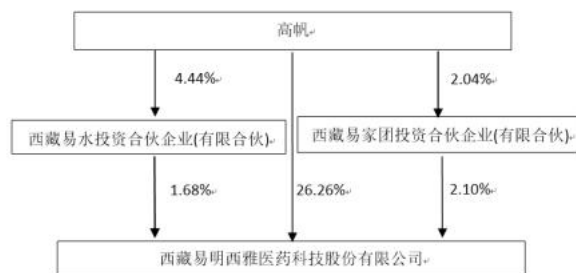 高帆
4.44%
2.04%
西藏易水投资合伙企业(有限合伙)
西藏易家团投资合伙企业(有限合伙)
1.68%
26.26%
2.10%
西藏易明西雅医药科技股份有限公司